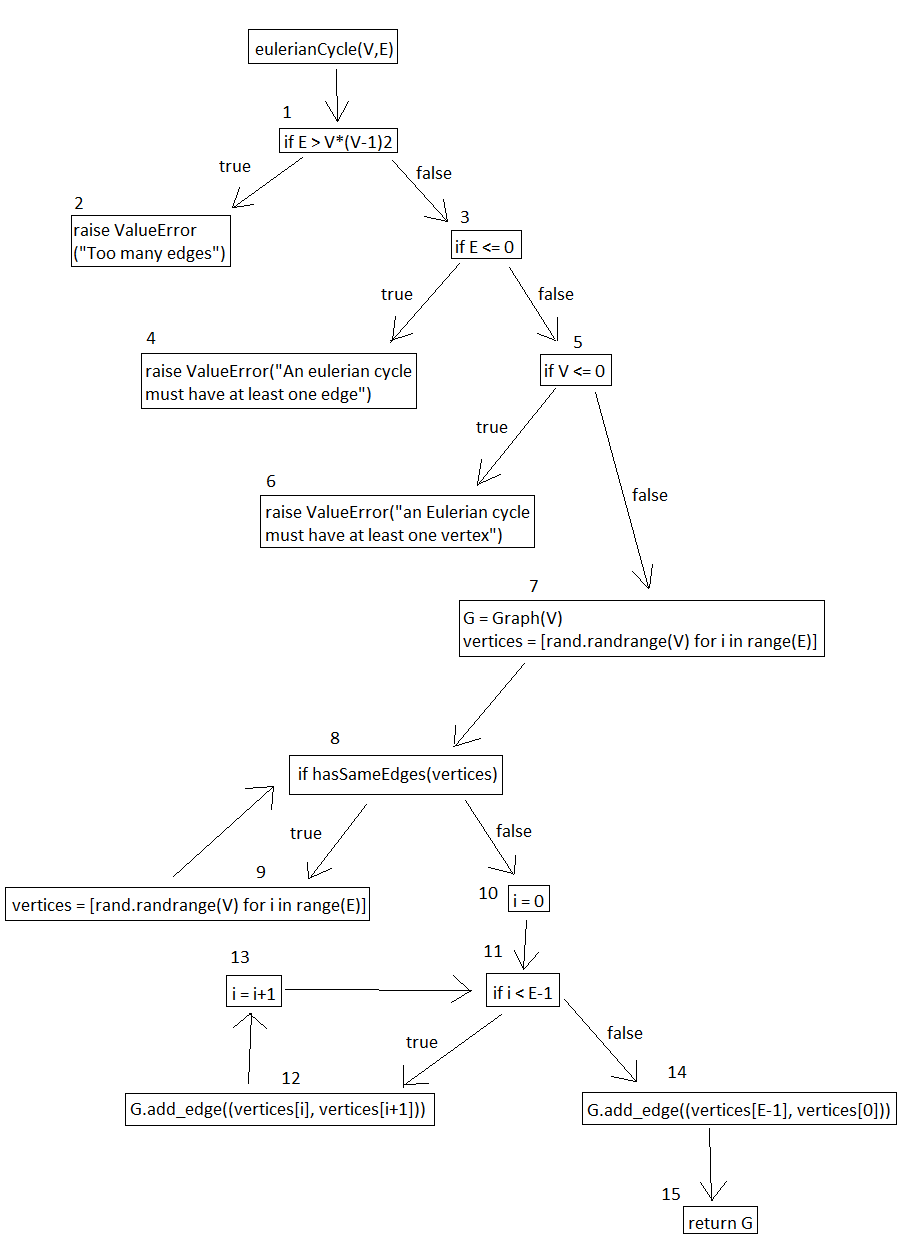 eulerianCycle(V,E)
1
if E > V*(V-1)2
true
false
2
raise ValueError
("Too many edges")
3
if E <= 0
true
false
4
raise ValueError("An eulerian cycle
must have at least one edge")
5
if V <= 0
true
false
6
raise ValueError("an Eulerian cycle
must have at least one vertex")
7
G = Graph(V)
vertices = [rand.randrange(V) for i in range(E)]
8
if hasSameEdges(vertices)
true
false
9
vertices = [rand.randrange(V) for i in range(E)]
10
i = 0
11
if i < E-1
13
i = i+1
true
false
12
G.add_edge((vertices[i], vertices[i+1]))
14
G.add_edge((vertices[E-1], vertices[0]))
15
return G